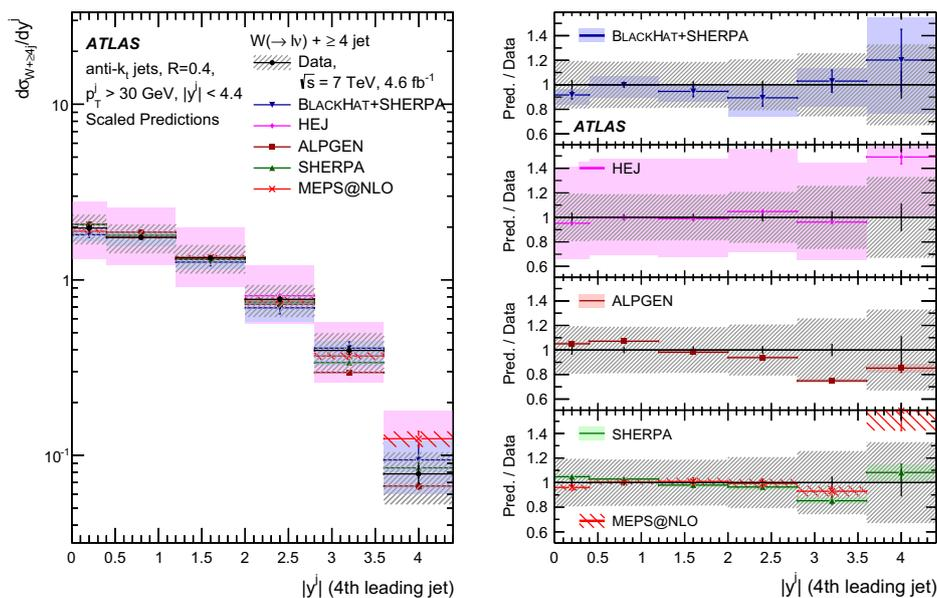 dσ_{W+≥4j}/dy^j
ATLAS
anti-k_t jets, R=0.4,
p_T^j > 30 GeV, |y^j| < 4.4
Scaled Predictions
W(→ lν) + ≥ 4 jet
Data,
√s = 7 TeV, 4.6 fb^-1
BLACKHAT+SHERPA
HEJ
ALPGEN
SHERPA
MEPS@NLO
10
1
10^-1
0 0.5 1 1.5 2 2.5 3 3.5 4
|y^j| (4th leading jet)
Pred. / Data
1.4
1.2
1
0.8
0.6
BLACKHAT+SHERPA
ATLAS
Pred. / Data
1.4
1.2
1
0.8
0.6
HEJ
Pred. / Data
1.4
1.2
1
0.8
0.6
ALPGEN
Pred. / Data
1.4
1.2
1
0.8
0.6
SHERPA
MEPS@NLO
0 0.5 1 1.5 2 2.5 3 3.5 4
|y^j| (4th leading jet)